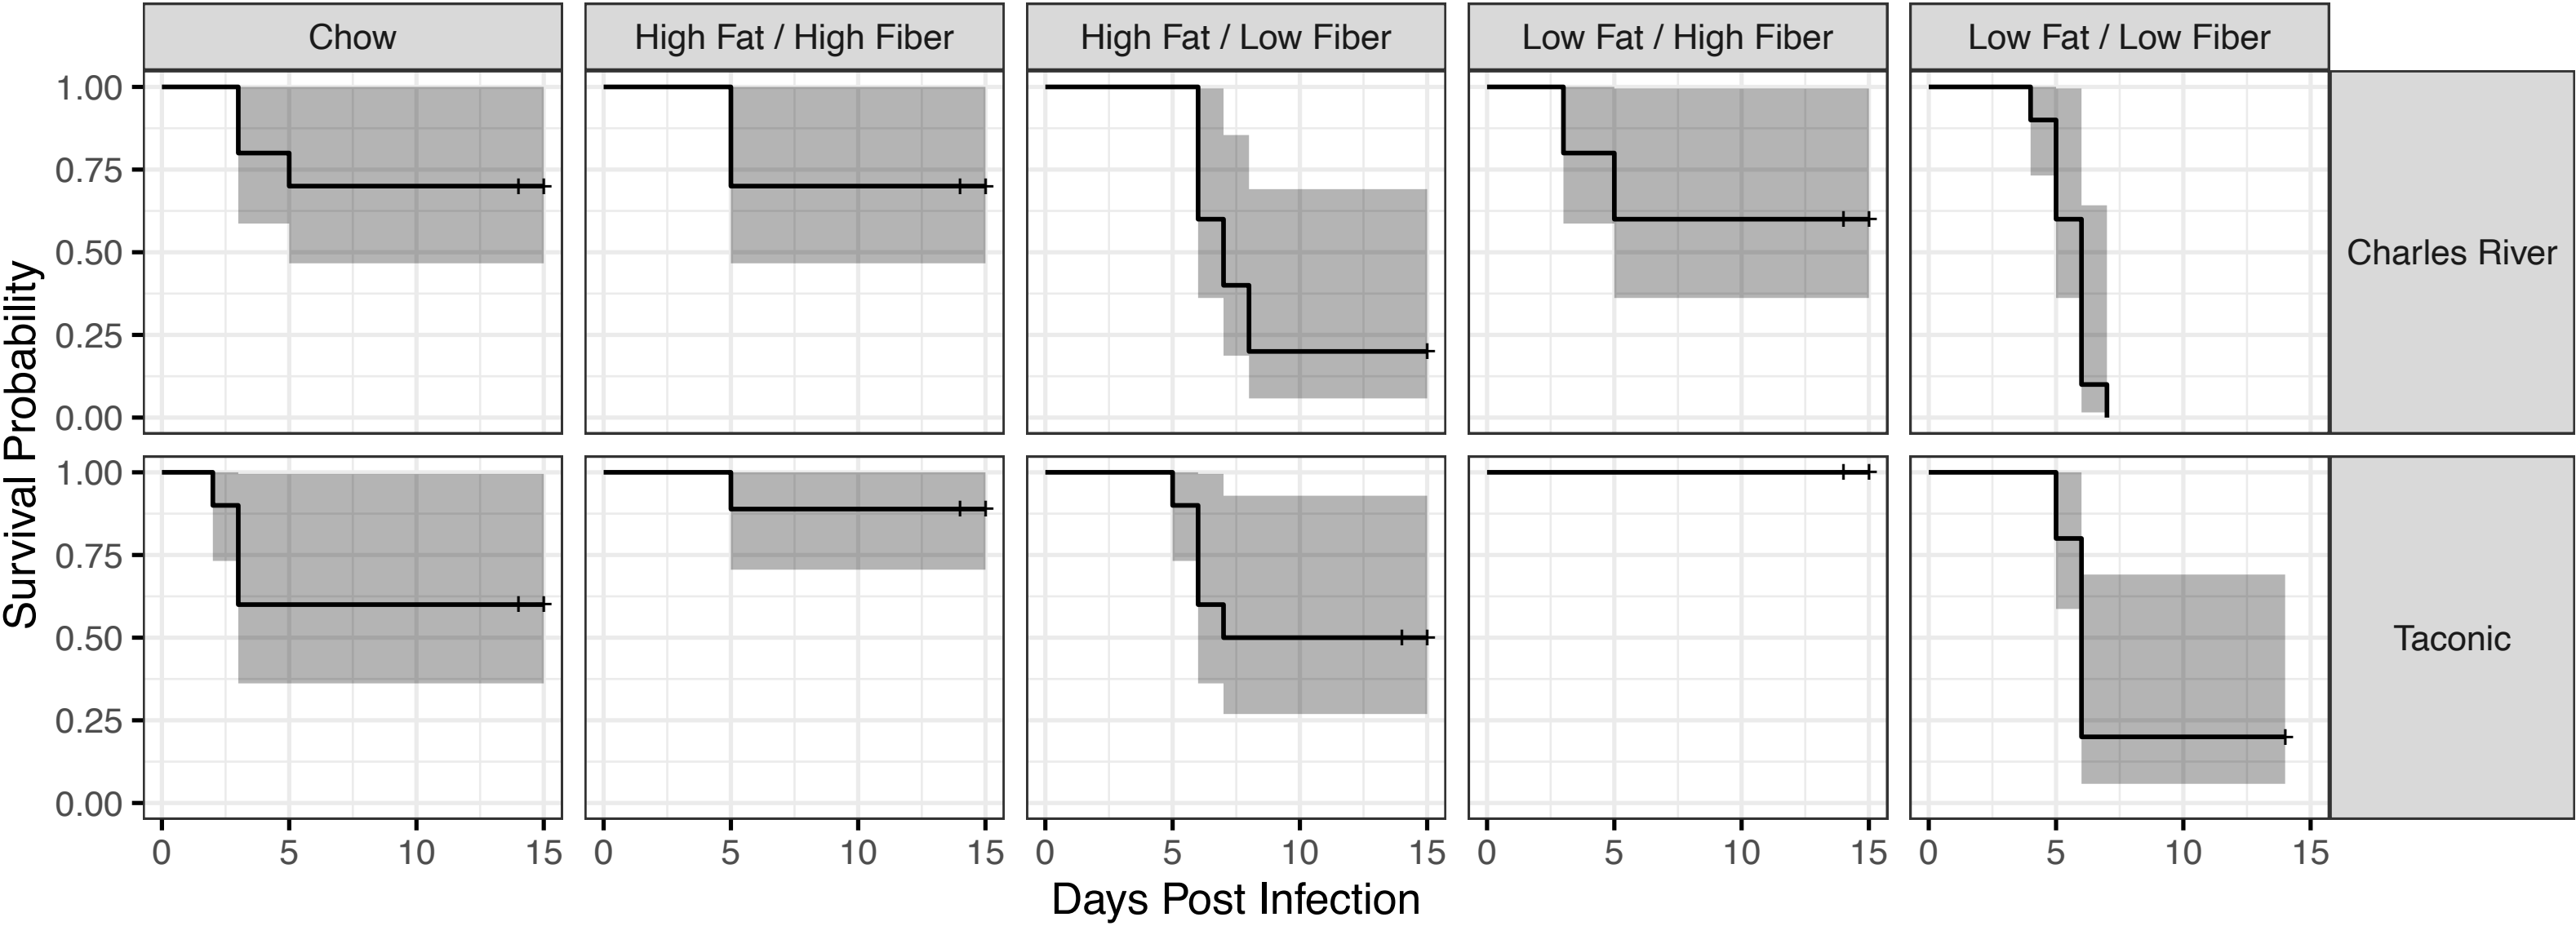 Chow
High Fat / High Fiber
High Fat / Low Fiber
Low Fat / High Fiber
Low Fat / Low Fiber
Survival Probability
1.00
0.75
0.50
0.25
0.00
Charles River
1.00
0.75
0.50
0.25
0.00
Taconic
0 5 10 15
0 5 10 15
0 5 10 15
0 5 10 15
0 5 10 15
Days Post Infection